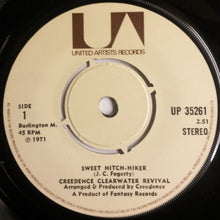 UA
UNITED ARTISTS RECORDS
SIDE
1
Burlington M.
45 RPM
℗ 1971
UP 35261
2.51
STEREO
SWEET HITCH-HIKER
(J. C. Fogerty)
CREEDENCE CLEARWATER REVIVAL
Arranged & Produced by Creedence
A Product of Fantasy Records